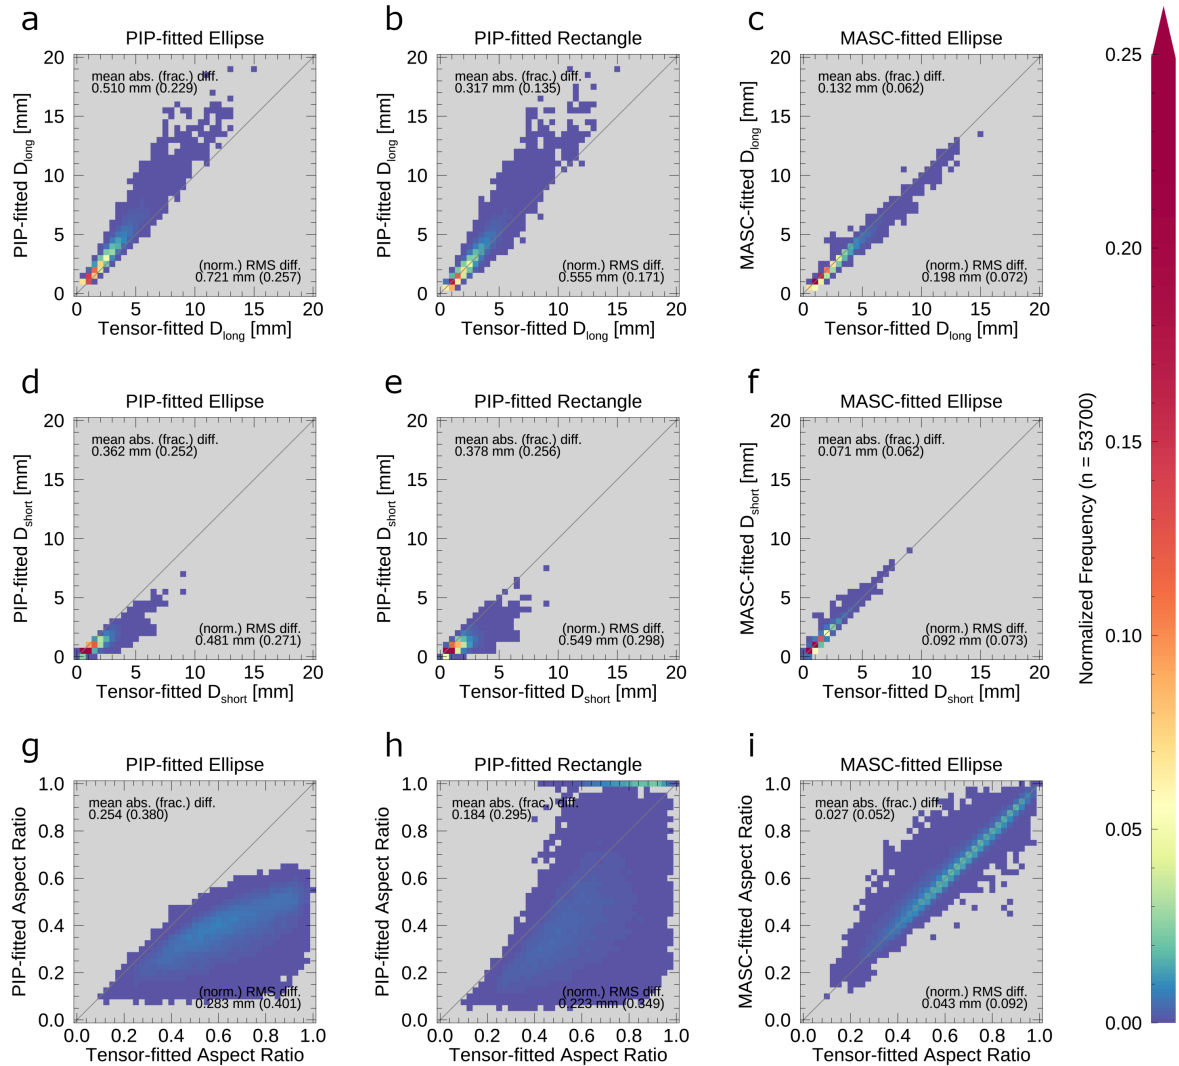 a
PIP-fitted Ellipse
mean abs. (frac.) diff.
0.510 mm (0.229)
(norm.) RMS diff.
0.721 mm (0.257)
20
15
10
5
0
PIP-fitted D_long [mm]
0 5 10 15 20
Tensor-fitted D_long [mm]
b
PIP-fitted Rectangle
mean abs. (frac.) diff.
0.317 mm (0.135)
(norm.) RMS diff.
0.555 mm (0.171)
20
15
10
5
0
PIP-fitted D_long [mm]
0 5 10 15 20
Tensor-fitted D_long [mm]
c
MASC-fitted Ellipse
mean abs. (frac.) diff.
0.132 mm (0.062)
(norm.) RMS diff.
0.198 mm (0.072)
20
15
10
5
0
MASC-fitted D_long [mm]
0 5 10 15 20
Tensor-fitted D_long [mm]
d
PIP-fitted Ellipse
mean abs. (frac.) diff.
0.362 mm (0.252)
(norm.) RMS diff.
0.481 mm (0.271)
20
15
10
5
0
PIP-fitted D_short [mm]
0 5 10 15 20
Tensor-fitted D_short [mm]
e
PIP-fitted Rectangle
mean abs. (frac.) diff.
0.378 mm (0.256)
(norm.) RMS diff.
0.549 mm (0.298)
20
15
10
5
0
PIP-fitted D_short [mm]
0 5 10 15 20
Tensor-fitted D_short [mm]
f
MASC-fitted Ellipse
mean abs. (frac.) diff.
0.071 mm (0.062)
(norm.) RMS diff.
0.092 mm (0.073)
20
15
10
5
0
MASC-fitted D_short [mm]
0 5 10 15 20
Tensor-fitted D_short [mm]
g
PIP-fitted Ellipse
mean abs. (frac.) diff.
0.254 (0.380)
(norm.) RMS diff.
0.283 mm (0.401)
1.0
0.8
0.6
0.4
0.2
0.0
PIP-fitted Aspect Ratio
0.0 0.2 0.4 0.6 0.8 1.0
Tensor-fitted Aspect Ratio
h
PIP-fitted Rectangle
mean abs. (frac.) diff.
0.184 (0.295)
(norm.) RMS diff.
0.223 mm (0.349)
1.0
0.8
0.6
0.4
0.2
0.0
PIP-fitted Aspect Ratio
0.0 0.2 0.4 0.6 0.8 1.0
Tensor-fitted Aspect Ratio
i
MASC-fitted Ellipse
mean abs. (frac.) diff.
0.027 (0.052)
(norm.) RMS diff.
0.043 mm (0.092)
1.0
0.8
0.6
0.4
0.2
0.0
MASC-fitted Aspect Ratio
0.0 0.2 0.4 0.6 0.8 1.0
Tensor-fitted Aspect Ratio
0.25
0.20
0.15
0.10
0.05
0.00
Normalized Frequency (n = 53700)